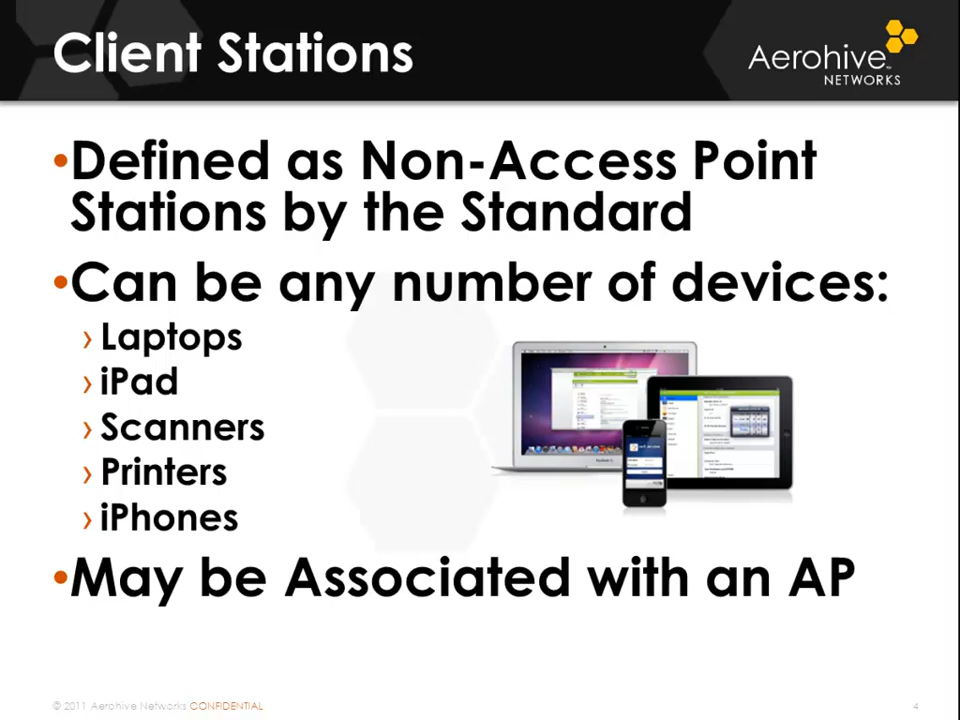 Client Stations
Aerohive™
NETWORKS
•Defined as Non-Access Point
Stations by the Standard
•Can be any number of devices:
› Laptops
› iPad
› Scanners
› Printers
› iPhones
•May be Associated with an AP
© 2011 Aerohive Networks CONFIDENTIAL
4